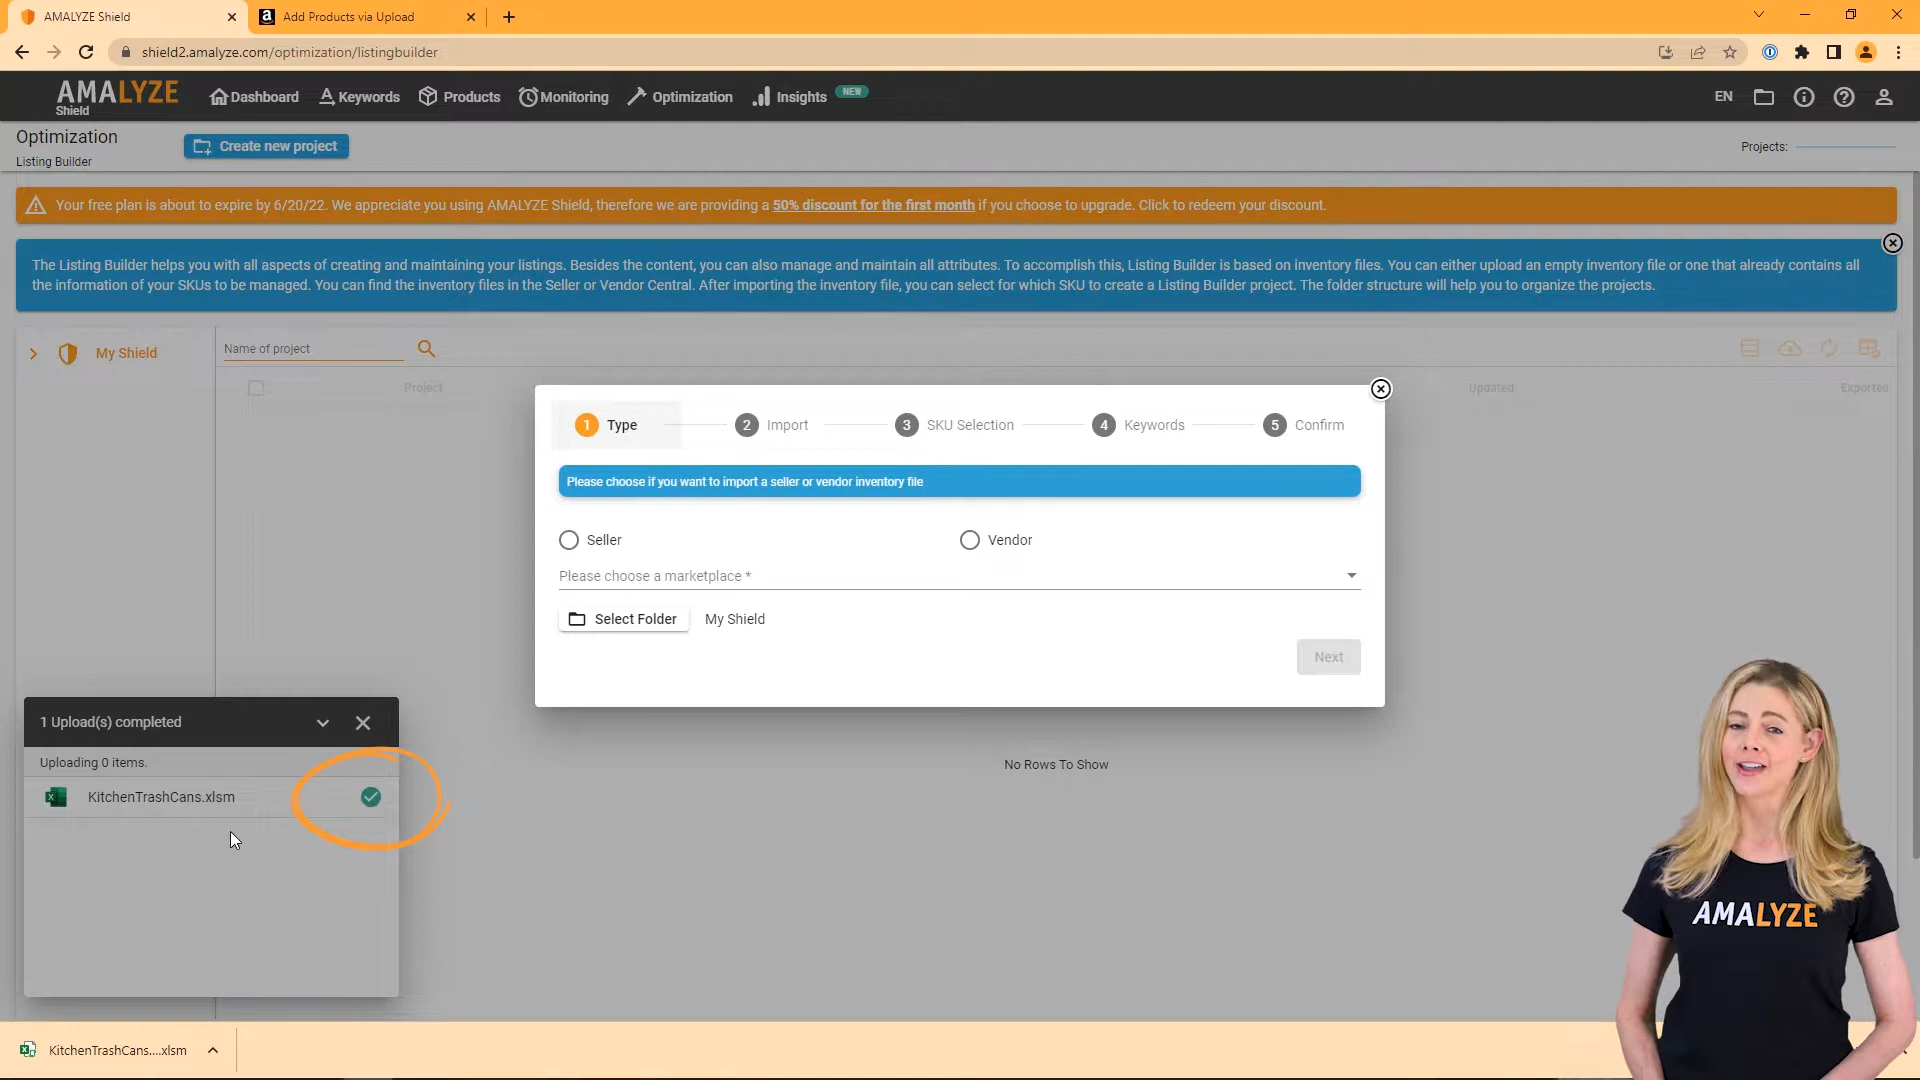 AMALYZE Shield
Add Products via Upload
shield2.amalyze.com/optimization/listingbuilder
AMALYZE
Shield
Dashboard
Keywords
Products
Monitoring
Optimization
Insights
NEW
EN
Optimization
Listing Builder
Create new project
Projects:
Your free plan is about to expire by 6/20/22. We appreciate you using AMALYZE Shield, therefore we are providing a 50% discount for the first month if you choose to upgrade. Click to redeem your discount.
The Listing Builder helps you with all aspects of creating and maintaining your listings. Besides the content, you can also manage and maintain all attributes. To accomplish this, Listing Builder is based on inventory files. You can either upload an empty inventory file or one that already contains all
the information of your SKUs to be managed. You can find the inventory files in the Seller or Vendor Central. After importing the inventory file, you can select for which SKU to create a Listing Builder project. The folder structure will help you to organize the projects.
My Shield
Name of project
Project
Updated
Exported
1 Type
2 Import
3 SKU Selection
4 Keywords
5 Confirm
Please choose if you want to import a seller or vendor inventory file
Seller
Vendor
Please choose a marketplace *
Select Folder
My Shield
Next
1 Upload(s) completed
Uploading 0 items.
KitchenTrashCans.xlsm
No Rows To Show
AMALYZE
KitchenTrashCans....xlsm